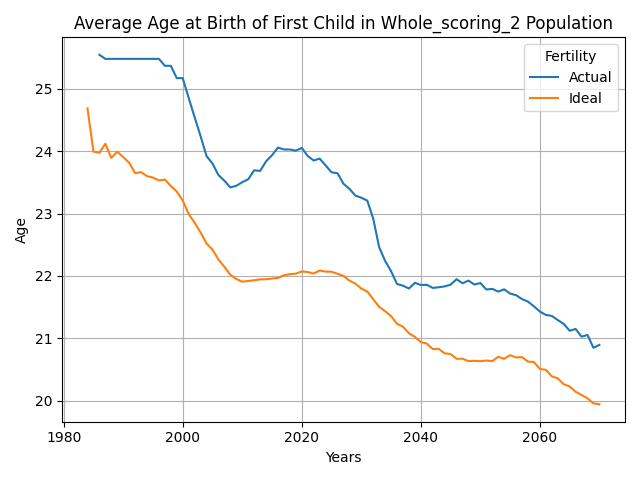 Average Age at Birth of First Child in Whole_scoring_2 Population
Fertility
Actual
Ideal
Age
25
24
23
22
21
20
1980
2000
2020
2040
2060
Years